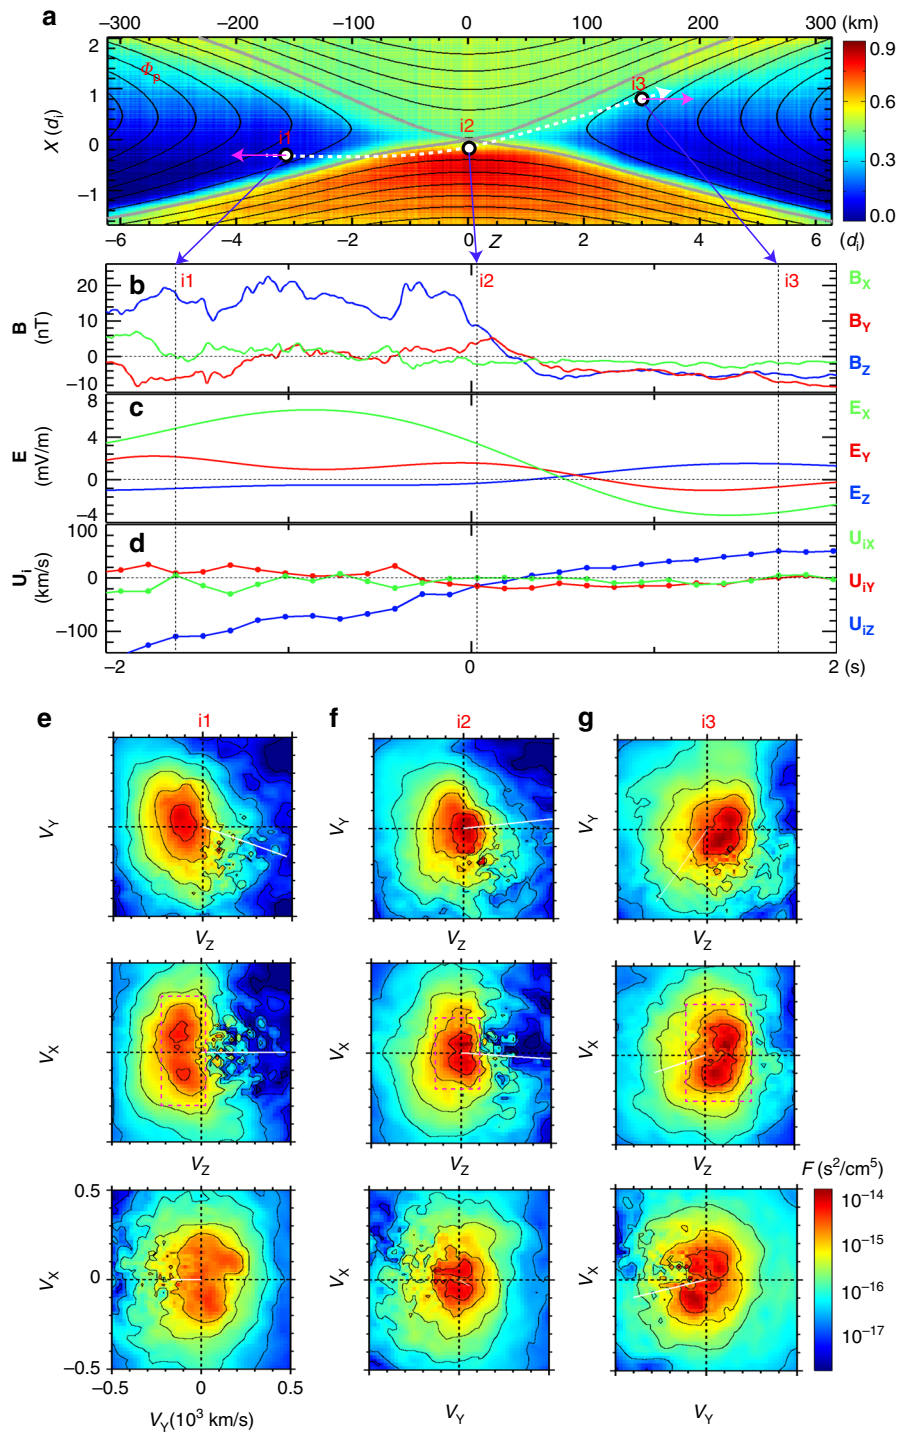 a
−300 −200 −100 0 100 200 300 (km)
X (di)
2
1
0
−1
Φp
i1
i2
i3
0.9
0.6
0.3
0.0
−6 −4 −2 0 Z 2 4 6 (di)
b
i1
i2
i3
B
(nT)
20
10
0
−10
BX
BY
BZ
c
E
(mV/m)
8
4
0
−4
EX
EY
EZ
d
Ui
(km/s)
100
0
−100
UiX
UiY
UiZ
−2 0 2 (s)
e i1 f i2 g i3
VY VY VY
VZ VZ VZ
VX VX VX
VZ VZ VZ
F (s2/cm5)
10−14
10−15
10−16
10−17
VX VX VX
0.5
0
−0.5
−0.5 0 0.5
VY(103 km/s) VY VY